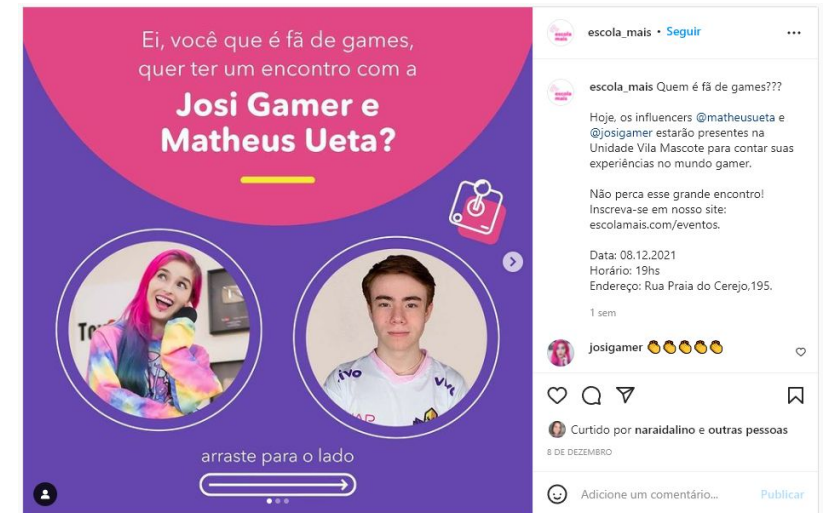 Ei, você que é fã de games,
quer ter um encontro com a
Josi Gamer e
Matheus Ueta?
vivo
arraste para o lado
escola_mais • Seguir
escola_mais Quem é fã de games???
Hoje, os influencers @matheusueta e
@josigamer estarão presentes na
Unidade Vila Mascote para contar suas
experiências no mundo gamer.
Não perca esse grande encontro!
Inscreva-se em nosso site:
escolamais.com/eventos.
Data: 08.12.2021
Horário: 19hs
Endereço: Rua Praia do Cerejo,195.
1 sem
josigamer 👏👏👏👏👏
Curtido por naraidalino e outras pessoas
8 DE DEZEMBRO
Adicione um comentário...
Publicar